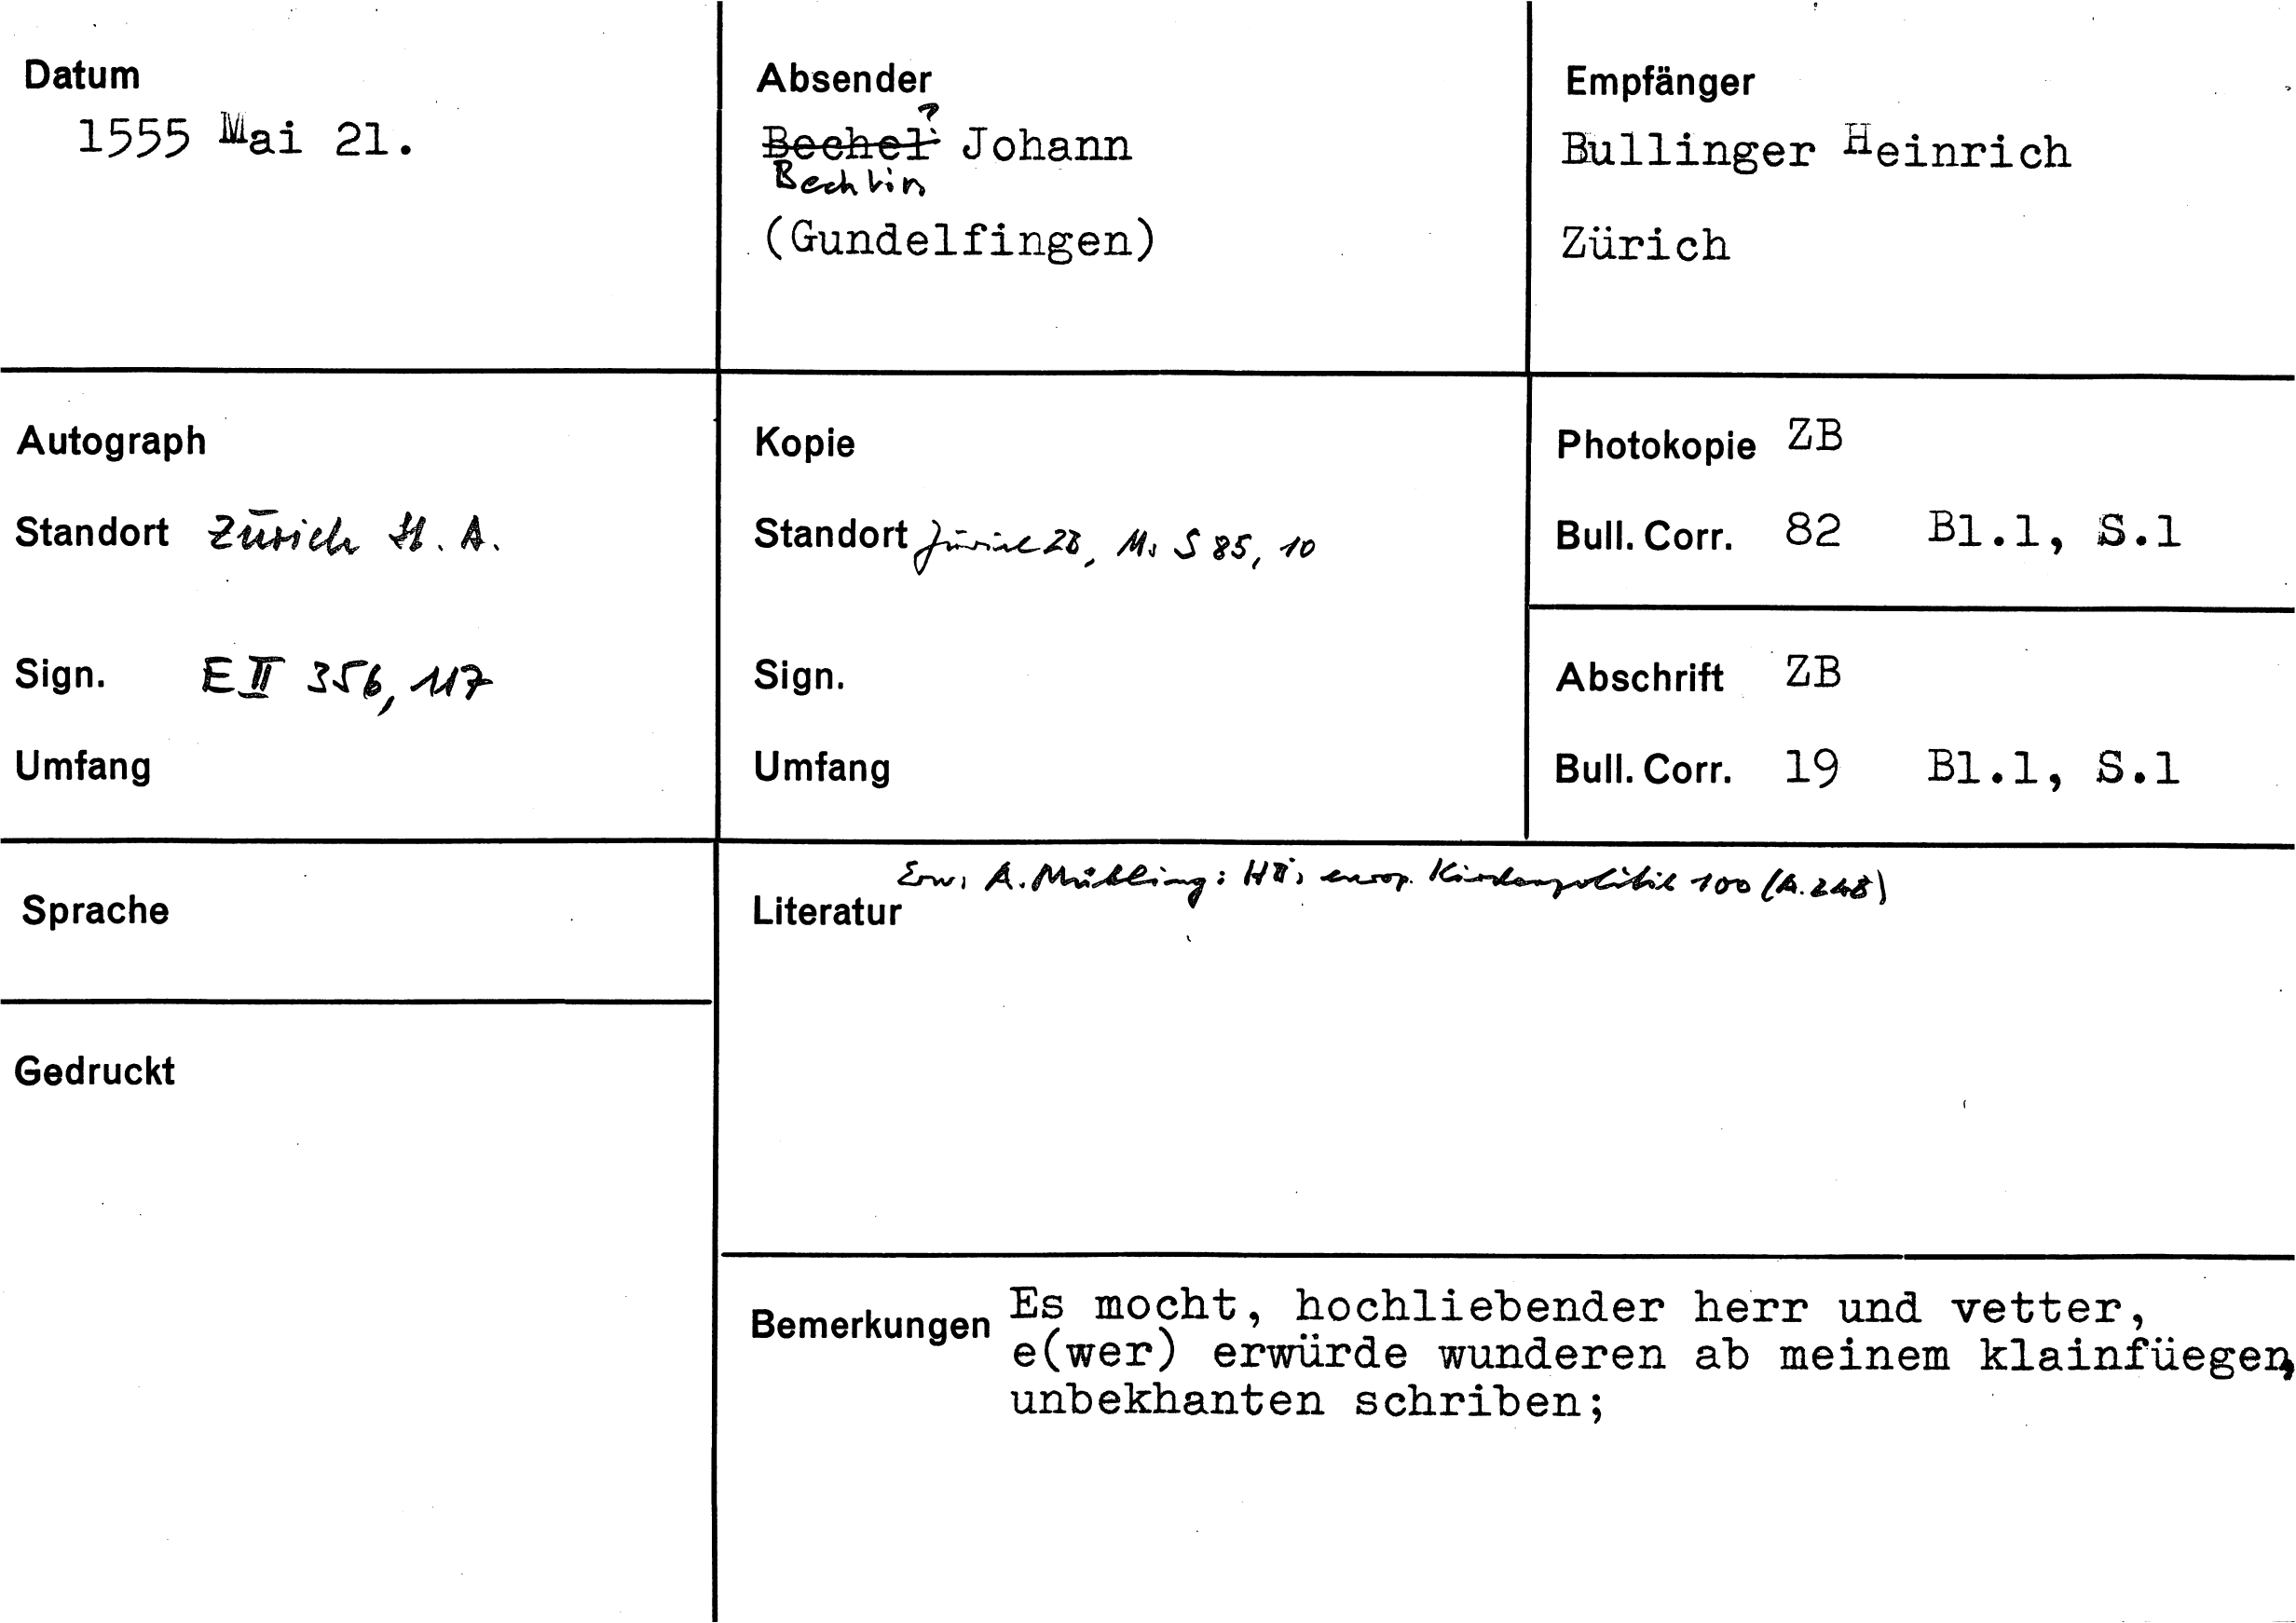 Datum
1555 Mai 21.
Absender
Bechel? Johann
Bechlin
(Gundelfingen)
Empfänger
Bullinger Heinrich
Zürich
Autograph
Standort Zürich St. A.
Sign. E II 356, 117
Umfang
Kopie
Standort Zürich ZB, Ms S 85, 10
Sign.
Umfang
Photokopie ZB
Bull. Corr. 82 Bl.1, S.1
Abschrift ZB
Bull. Corr. 19 Bl.1, S.1
Sprache
Gedruckt
Erw. A. Mühling: HBs europ. Kirchenpolitik 100 (A. 248)
Literatur
Bemerkungen Es mocht, hochliebender herr und vetter,
e(wer) erwürde wunderen ab meinem klainfüegen,
unbekhanten schriben;